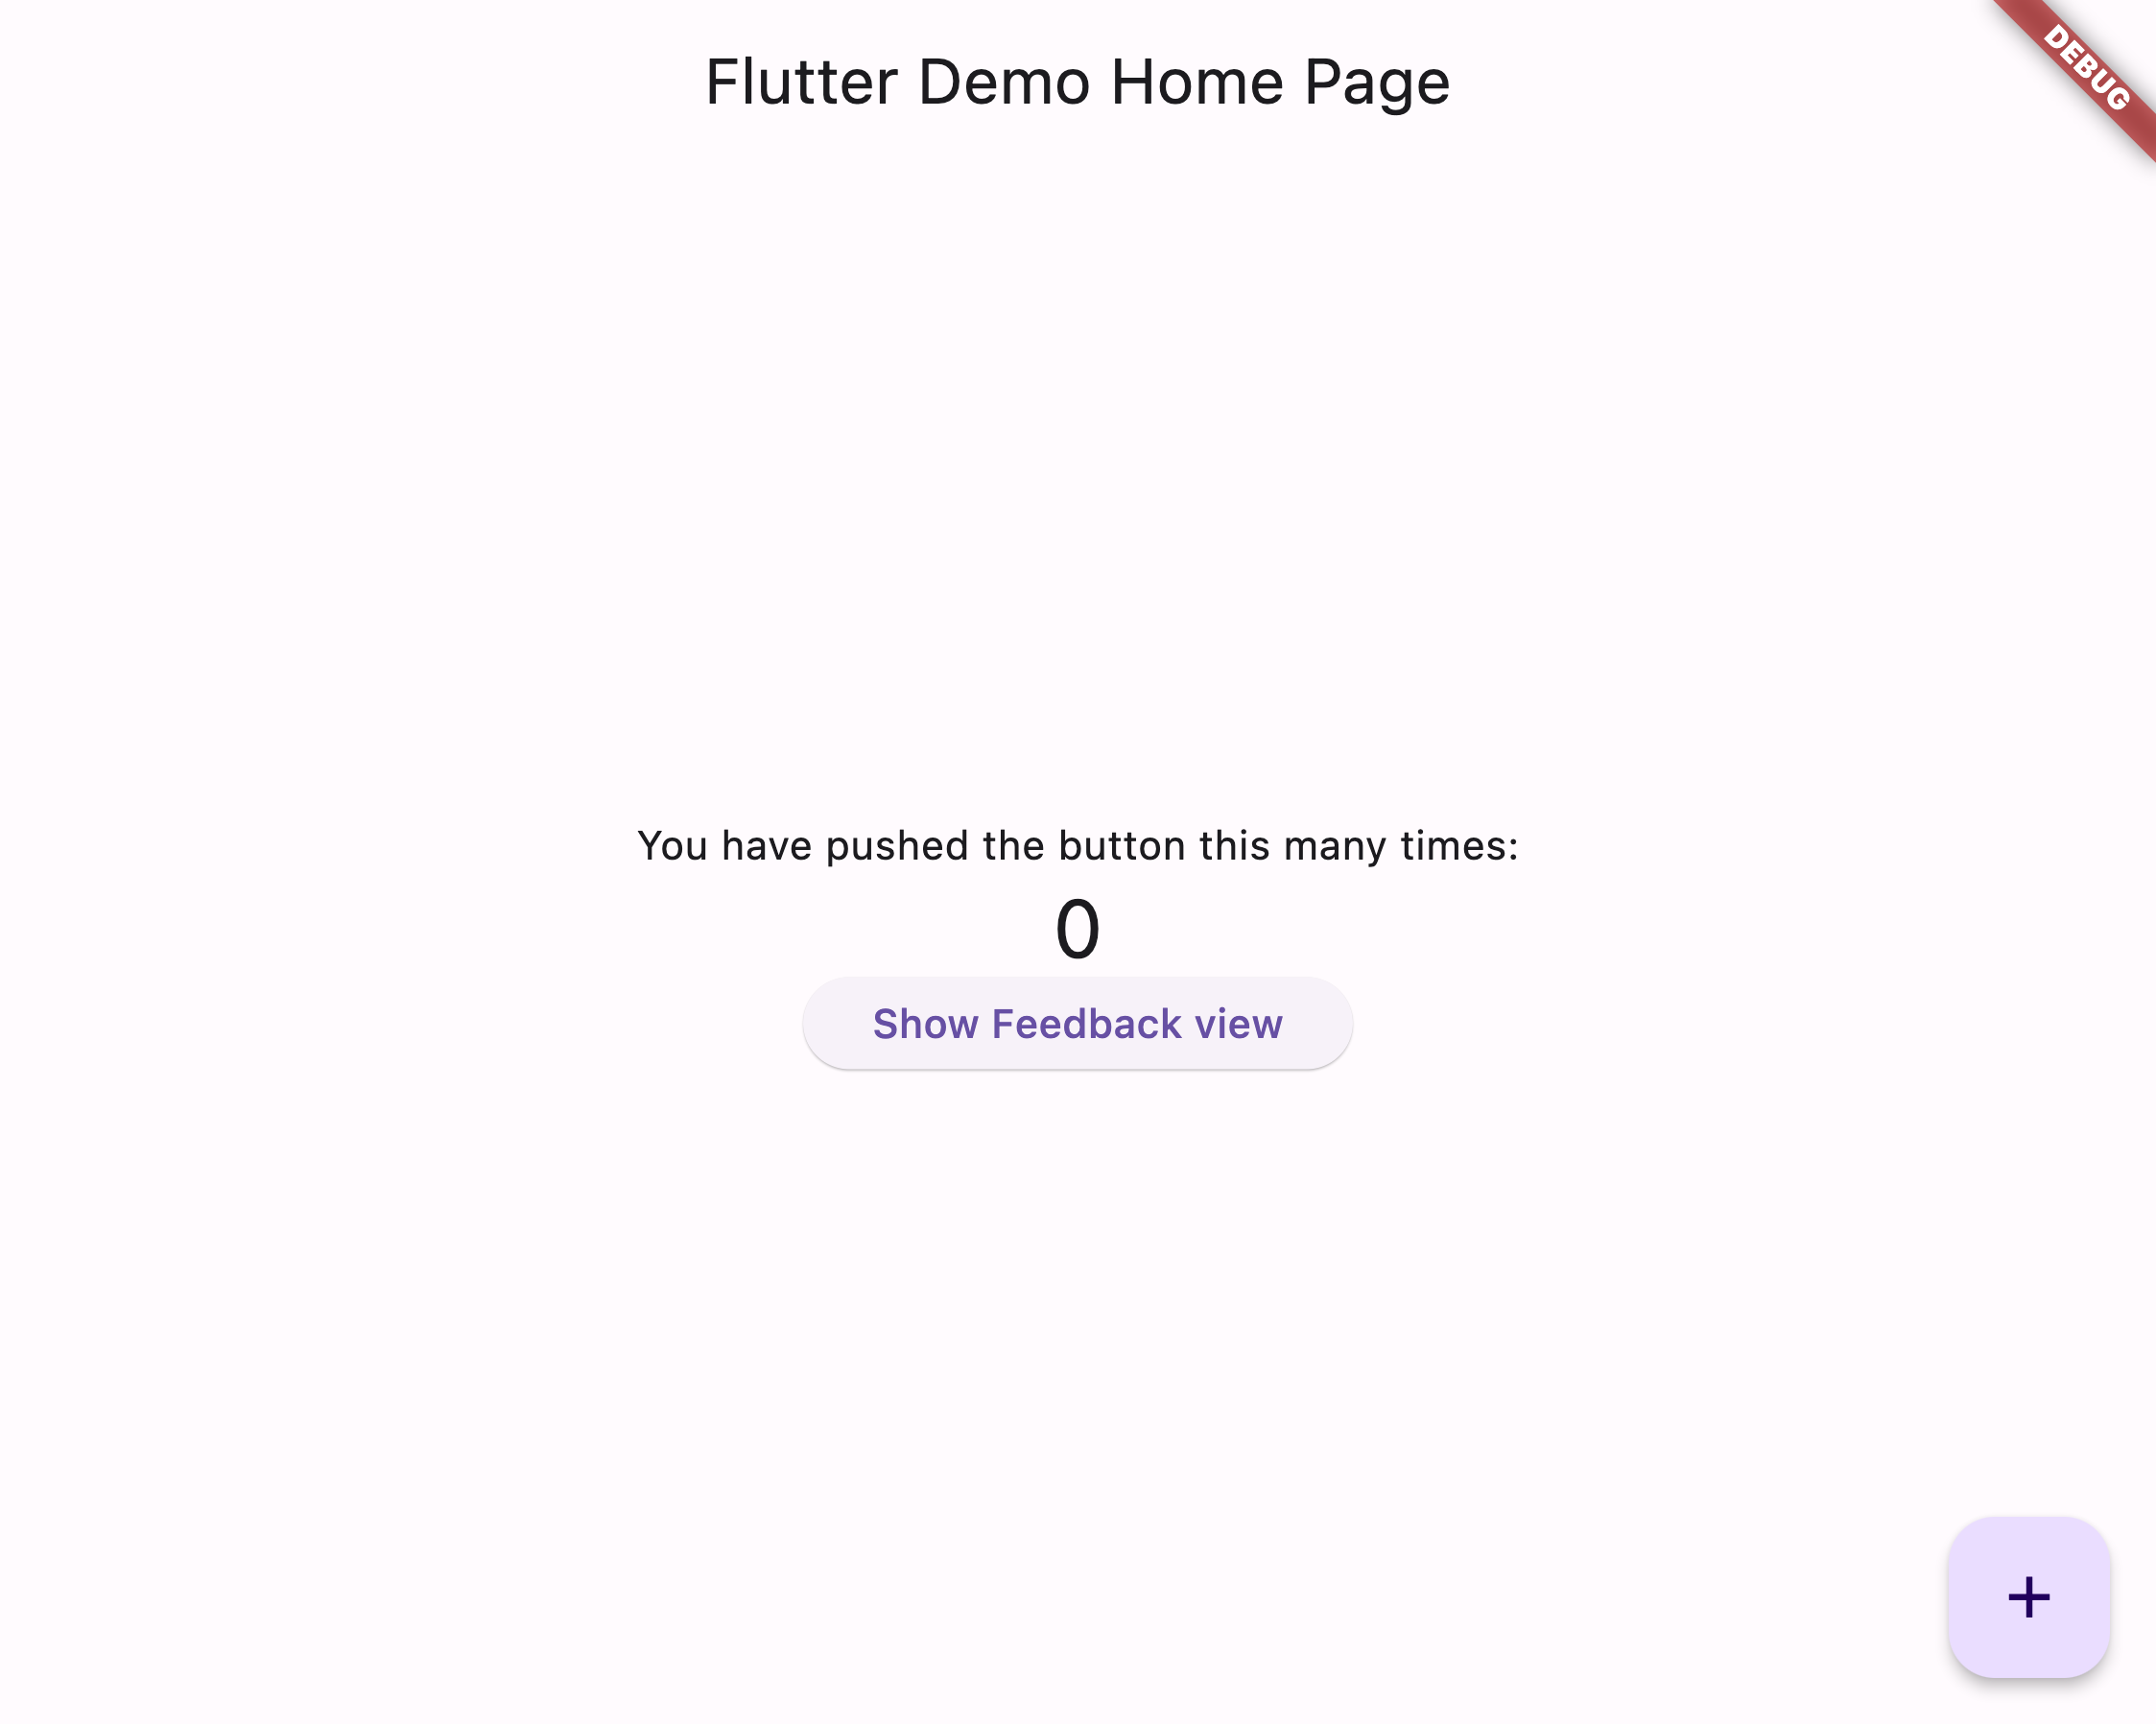 Flutter Demo Home Page
DEBUG
You have pushed the button this many times:
0
Show Feedback view
+